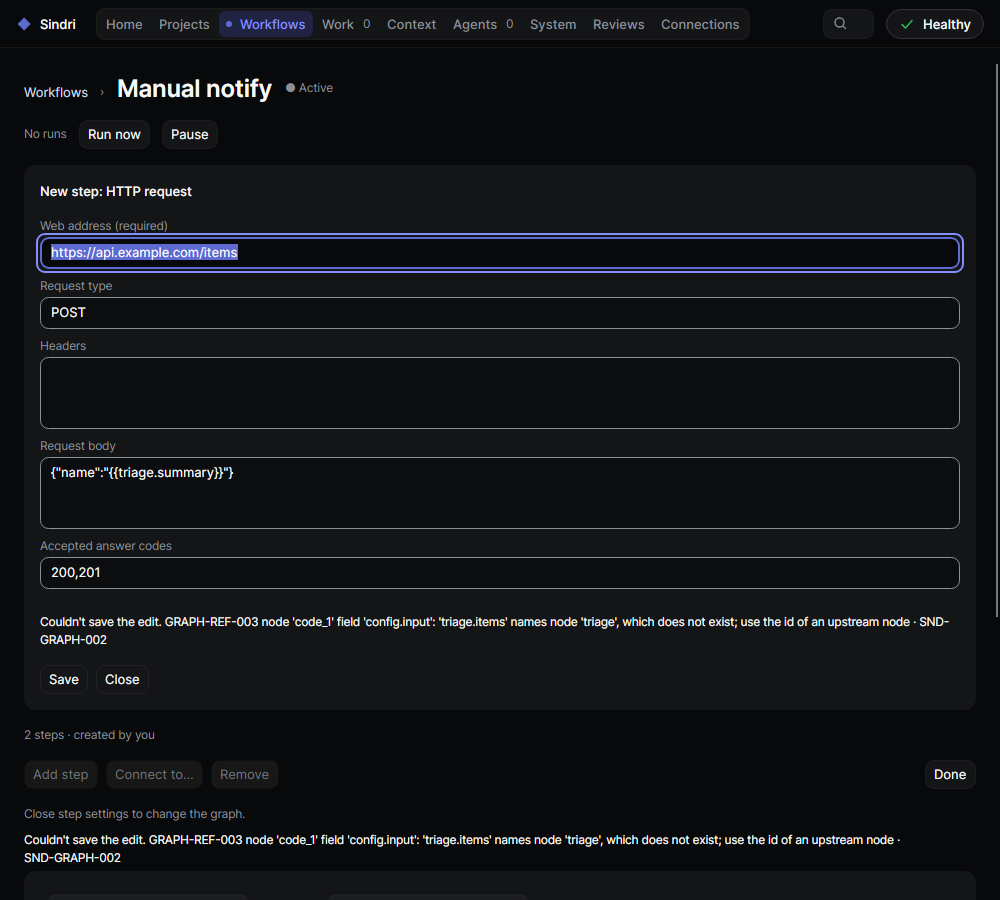 Sindri
Home Projects Workflows Work 0 Context Agents 0 System Reviews Connections
Healthy
Workflows › Manual notify Active
No runs Run now Pause
New step: HTTP request
Web address (required)
https://api.example.com/items
Request type
POST
Headers
Request body
{"name":"{{triage.summary}}"}
Accepted answer codes
200,201
Couldn't save the edit. GRAPH-REF-003 node 'code_1' field 'config.input': 'triage.items' names node 'triage', which does not exist; use the id of an upstream node · SND-
GRAPH-002
Save Close
2 steps · created by you
Add step Connect to... Remove Done
Close step settings to change the graph.
Couldn't save the edit. GRAPH-REF-003 node 'code_1' field 'config.input': 'triage.items' names node 'triage', which does not exist; use the id of an upstream node ·
SND-GRAPH-002